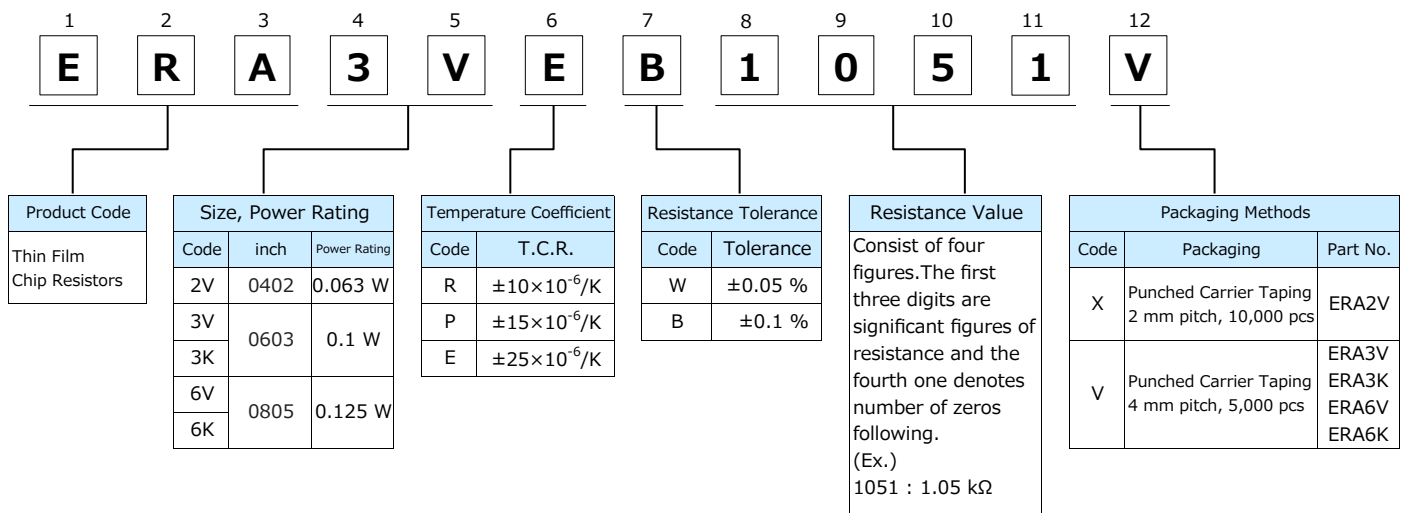 1 2 3 4 5 6 7 8 9 10 11 12
E R A 3 V E B 1 0 5 1 V
Product Code
Thin Film
Chip Resistors
Size, Power Rating
Code inch Power Rating
2V 0402 0.063 W
3V
0603 0.1 W
3K
6V
0805 0.125 W
6K
Temperature Coefficient
Code T.C.R.
R ±10×10⁻⁶/K
P ±15×10⁻⁶/K
E ±25×10⁻⁶/K
Resistance Tolerance
Code Tolerance
W ±0.05 %
B ±0.1 %
Resistance Value
Consist of four
figures.The first
three digits are
significant figures of
resistance and the
fourth one denotes
number of zeros
following.
(Ex.)
1051 : 1.05 kΩ
Packaging Methods
Code Packaging Part No.
X Punched Carrier Taping
2 mm pitch, 10,000 pcs ERA2V
V Punched Carrier Taping
4 mm pitch, 5,000 pcs
ERA3V
ERA3K
ERA6V
ERA6K